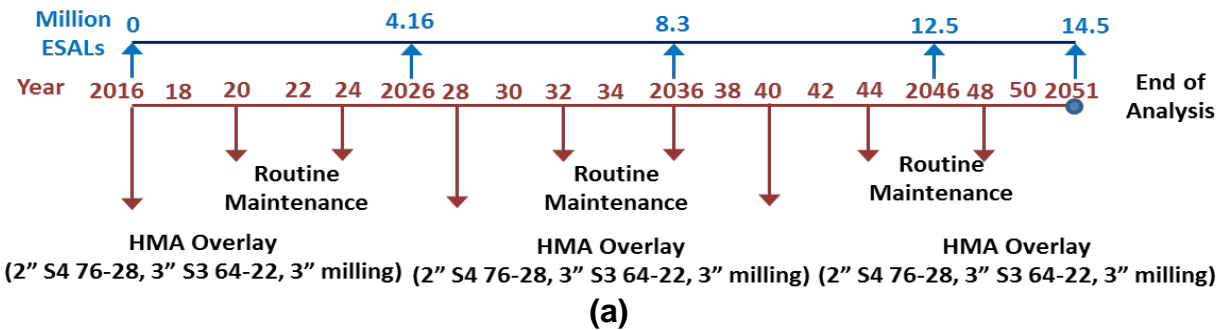 Million 0 4.16 8.3 12.5 14.5
ESALs
Year 2016 18 20 22 24 2026 28 30 32 34 2036 38 40 42 44 2046 48 50 2051 End of
Analysis
Routine Routine Routine
Maintenance Maintenance Maintenance
HMA Overlay HMA Overlay HMA Overlay
(2” S4 76-28, 3” S3 64-22, 3” milling) (2” S4 76-28, 3” S3 64-22, 3” milling) (2” S4 76-28, 3” S3 64-22, 3” milling)
(a)